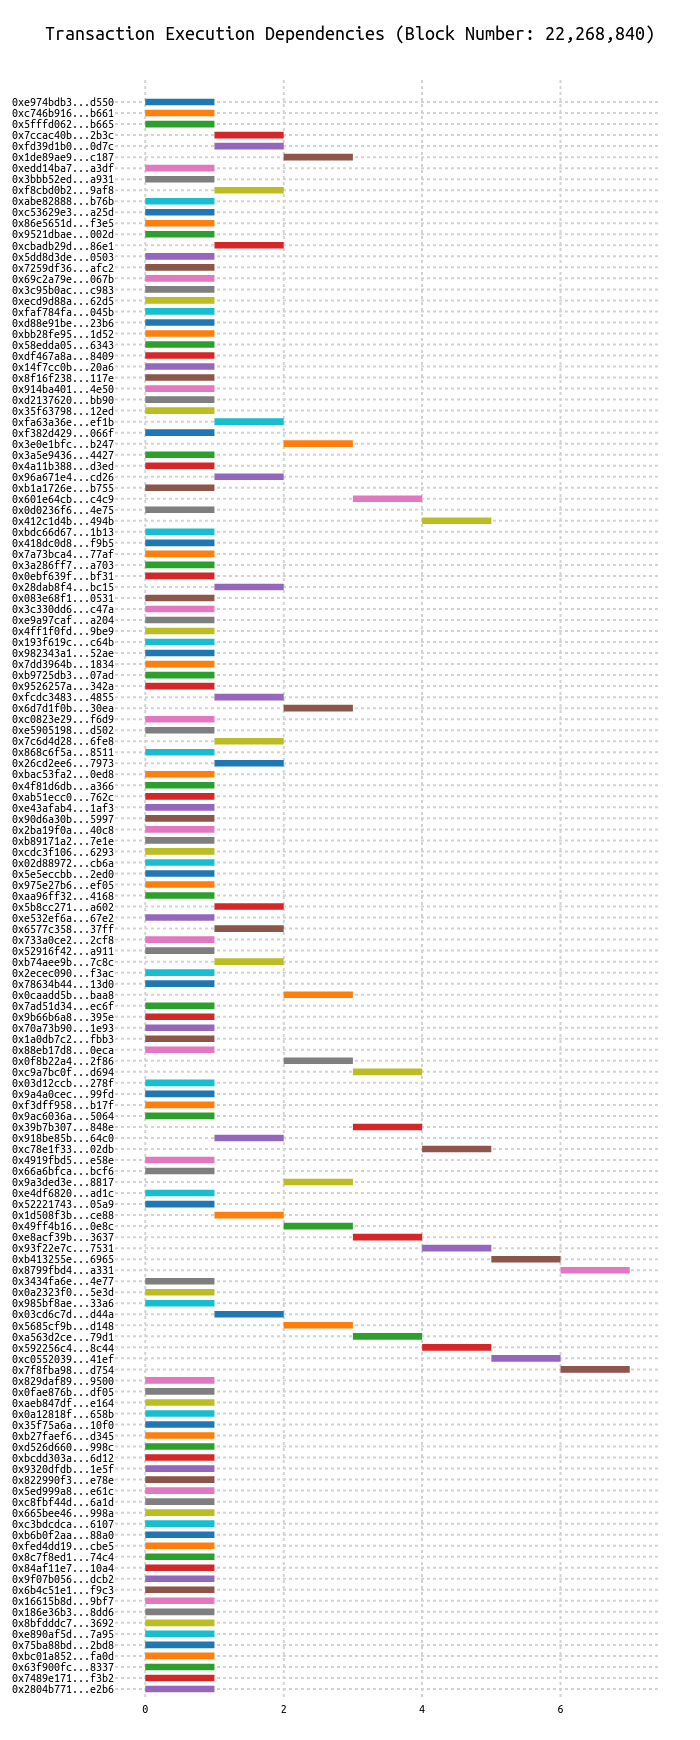 Transaction Execution Dependencies (Block Number: 22,268,840)
0xe974bdb3...d550
0xc746b916...b661
0x5fffd062...b665
0x7ccac40b...2b3c
0xfd39d1b0...0d7c
0x1de89ae9...c187
0xedd14ba7...a3df
0x3bbb52ed...a931
0xf8cbd0b2...9af8
0xabe82888...b76b
0xc53629e3...a25d
0x86e5651d...f3e5
0x9521dbae...002d
0xcbadb29d...86e1
0x5dd8d3de...0503
0x7259df36...afc2
0x69c2a79e...067b
0x3c95b0ac...c983
0xecd9d88a...62d5
0xfaf784fa...045b
0xd88e91be...23b6
0xbb28fe95...1d52
0x58edda05...6343
0xdf467a8a...8409
0x14f7cc0b...20a6
0x8f16f238...117e
0x914ba401...4e50
0xd2137620...bb90
0x35f63798...12ed
0xfa63a36e...ef1b
0xf382d429...066f
0x3e0e1bfc...b247
0x3a5e9436...4427
0x4a11b388...d3ed
0x96a671e4...cd26
0xb1a1726e...b755
0x601e64cb...c4c9
0x0d0236f6...4e75
0x412c1d4b...494b
0xbdc66d67...1b13
0x418dc0d8...f9b5
0x7a73bca4...77af
0x3a286ff7...a703
0x0ebf639f...bf31
0x28dab8f4...bc15
0x083e68f1...0531
0x3c330dd6...c47a
0xe9a97caf...a204
0x4ff1f0fd...9be9
0x193f619c...c64b
0x982343a1...52ae
0x7dd3964b...1834
0xb9725db3...07ad
0x9526257a...342a
0xfcdc3483...4855
0x6d7d1f0b...30ea
0xc0823e29...f6d9
0xe5905198...d502
0x7c6d4d28...6fe8
0x868c6f5a...8511
0x26cd2ee6...7973
0xbac53fa2...0ed8
0x4f81d6db...a366
0xab51ecc0...762c
0xe43afab4...1af3
0x90d6a30b...5997
0x2ba19f0a...40c8
0xb89171a2...7e1e
0xcdc3f106...6293
0x02d88972...cb6a
0x5e5eccbb...2ed0
0x975e27b6...ef05
0xaa96ff32...4168
0x5b8cc271...a602
0xe532ef6a...67e2
0x6577c358...37ff
0x733a0ce2...2cf8
0x52916f42...a911
0xb74aee9b...7c8c
0x2ecec090...f3ac
0x78634b44...13d0
0x0caadd5b...baa8
0x7ad51d34...ec6f
0x9b66b6a8...395e
0x70a73b90...1e93
0x1a0db7c2...fbb3
0x88eb17d8...0eca
0x0f8b22a4...2f86
0xc9a7bc0f...d694
0x03d12ccb...278f
0x9a4a0cec...99fd
0xf3dff958...b17f
0x9ac6036a...5064
0x39b7b307...848e
0x918be85b...64c0
0xc78e1f33...02db
0x4919fbd5...e58e
0x66a6bfca...bcf6
0x9a3ded3e...8817
0xe4df6820...ad1c
0x52221743...05a9
0x1d508f3b...ce88
0x49ff4b16...0e8c
0xe8acf39b...3637
0x93f22e7c...7531
0xb413255e...6965
0x8799fbd4...a331
0x3434fa6e...4e77
0x0a2323f0...5e3d
0x985bf8ae...33a6
0x03cd6c7d...d44a
0x5685cf9b...d148
0xa563d2ce...79d1
0x592256c4...8c44
0xc0552039...41ef
0x7f8fba98...d754
0x829daf89...9500
0x0fae876b...df05
0xaeb847df...e164
0x0a12818f...658b
0x35f75a6a...10f0
0xb27faef6...d345
0xd526d660...998c
0xbcdd303a...6d12
0x9320dfdb...1e5f
0x822990f3...e78e
0x5ed999a8...e61c
0xc8fbf44d...6a1d
0x665bee46...998a
0xc3bdcdca...6107
0xb6b0f2aa...88a0
0xfed4dd19...cbe5
0x8c7f8ed1...74c4
0x84af11e7...10a4
0x9f07b056...dcb2
0x6b4c51e1...f9c3
0x16615b8d...9bf7
0x186e36b3...8dd6
0x8bfdddc7...3692
0xe890af5d...7a95
0x75ba88bd...2bd8
0xbc01a852...fa0d
0x63f900fc...8337
0x7489e171...f3b2
0x2804b771...e2b6
0 2 4 6